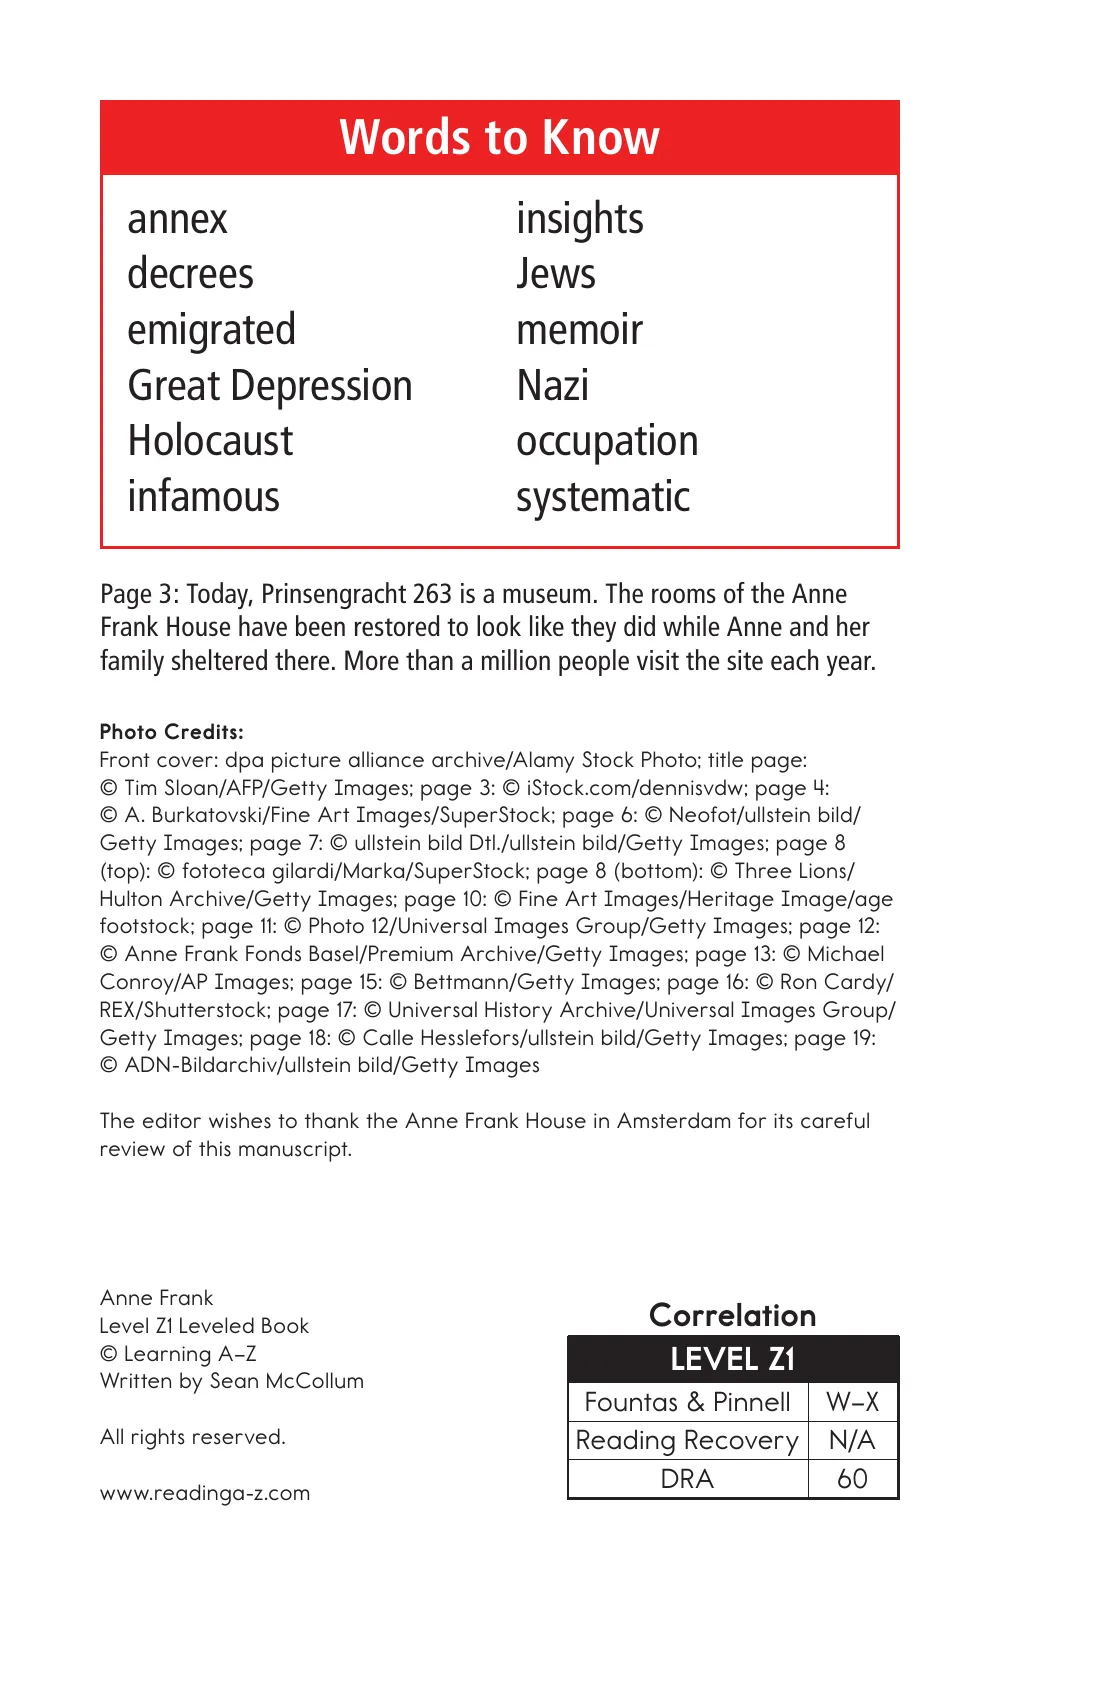 Words to Know
annex
decrees
emigrated
Great Depression
Holocaust
infamous
insights
Jews
memoir
Nazi
occupation
systematic
Page 3: Today, Prinsengracht 263 is a museum. The rooms of the Anne
Frank House have been restored to look like they did while Anne and her
family sheltered there. More than a million people visit the site each year.
Photo Credits:
Front cover: dpa picture alliance archive/Alamy Stock Photo; title page:
© Tim Sloan/AFP/Getty Images; page 3: © iStock.com/dennisvdw; page 4:
© A. Burkatovski/Fine Art Images/SuperStock; page 6: © Neofot/ullstein bild/
Getty Images; page 7: © ullstein bild Dtl./ullstein bild/Getty Images; page 8
(top): © fototeca gilardi/Marka/SuperStock; page 8 (bottom): © Three Lions/
Hulton Archive/Getty Images; page 10: © Fine Art Images/Heritage Image/age
footstock; page 11: © Photo 12/Universal Images Group/Getty Images; page 12:
© Anne Frank Fonds Basel/Premium Archive/Getty Images; page 13: © Michael
Conroy/AP Images; page 15: © Bettmann/Getty Images; page 16: © Ron Cardy/
REX/Shutterstock; page 17: © Universal History Archive/Universal Images Group/
Getty Images; page 18: © Calle Hesslefors/ullstein bild/Getty Images; page 19:
© ADN-Bildarchiv/ullstein bild/Getty Images
The editor wishes to thank the Anne Frank House in Amsterdam for its careful
review of this manuscript.
Anne Frank
Level Z1 Leveled Book
© Learning A–Z
Written by Sean McCollum
All rights reserved.
www.readinga-z.com
Correlation
LEVEL Z1
Fountas & Pinnell W–X
Reading Recovery N/A
DRA 60